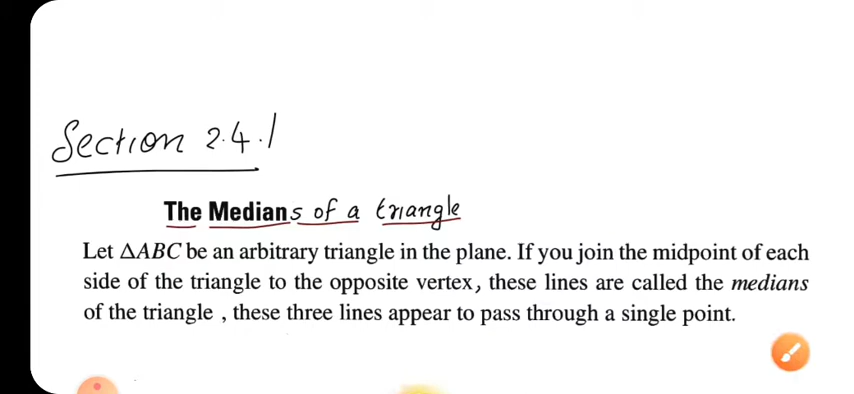 Section 2.4.1
The Medians of a triangle
Let ΔABC be an arbitrary triangle in the plane. If you join the midpoint of each
side of the triangle to the opposite vertex, these lines are called the medians
of the triangle , these three lines appear to pass through a single point.